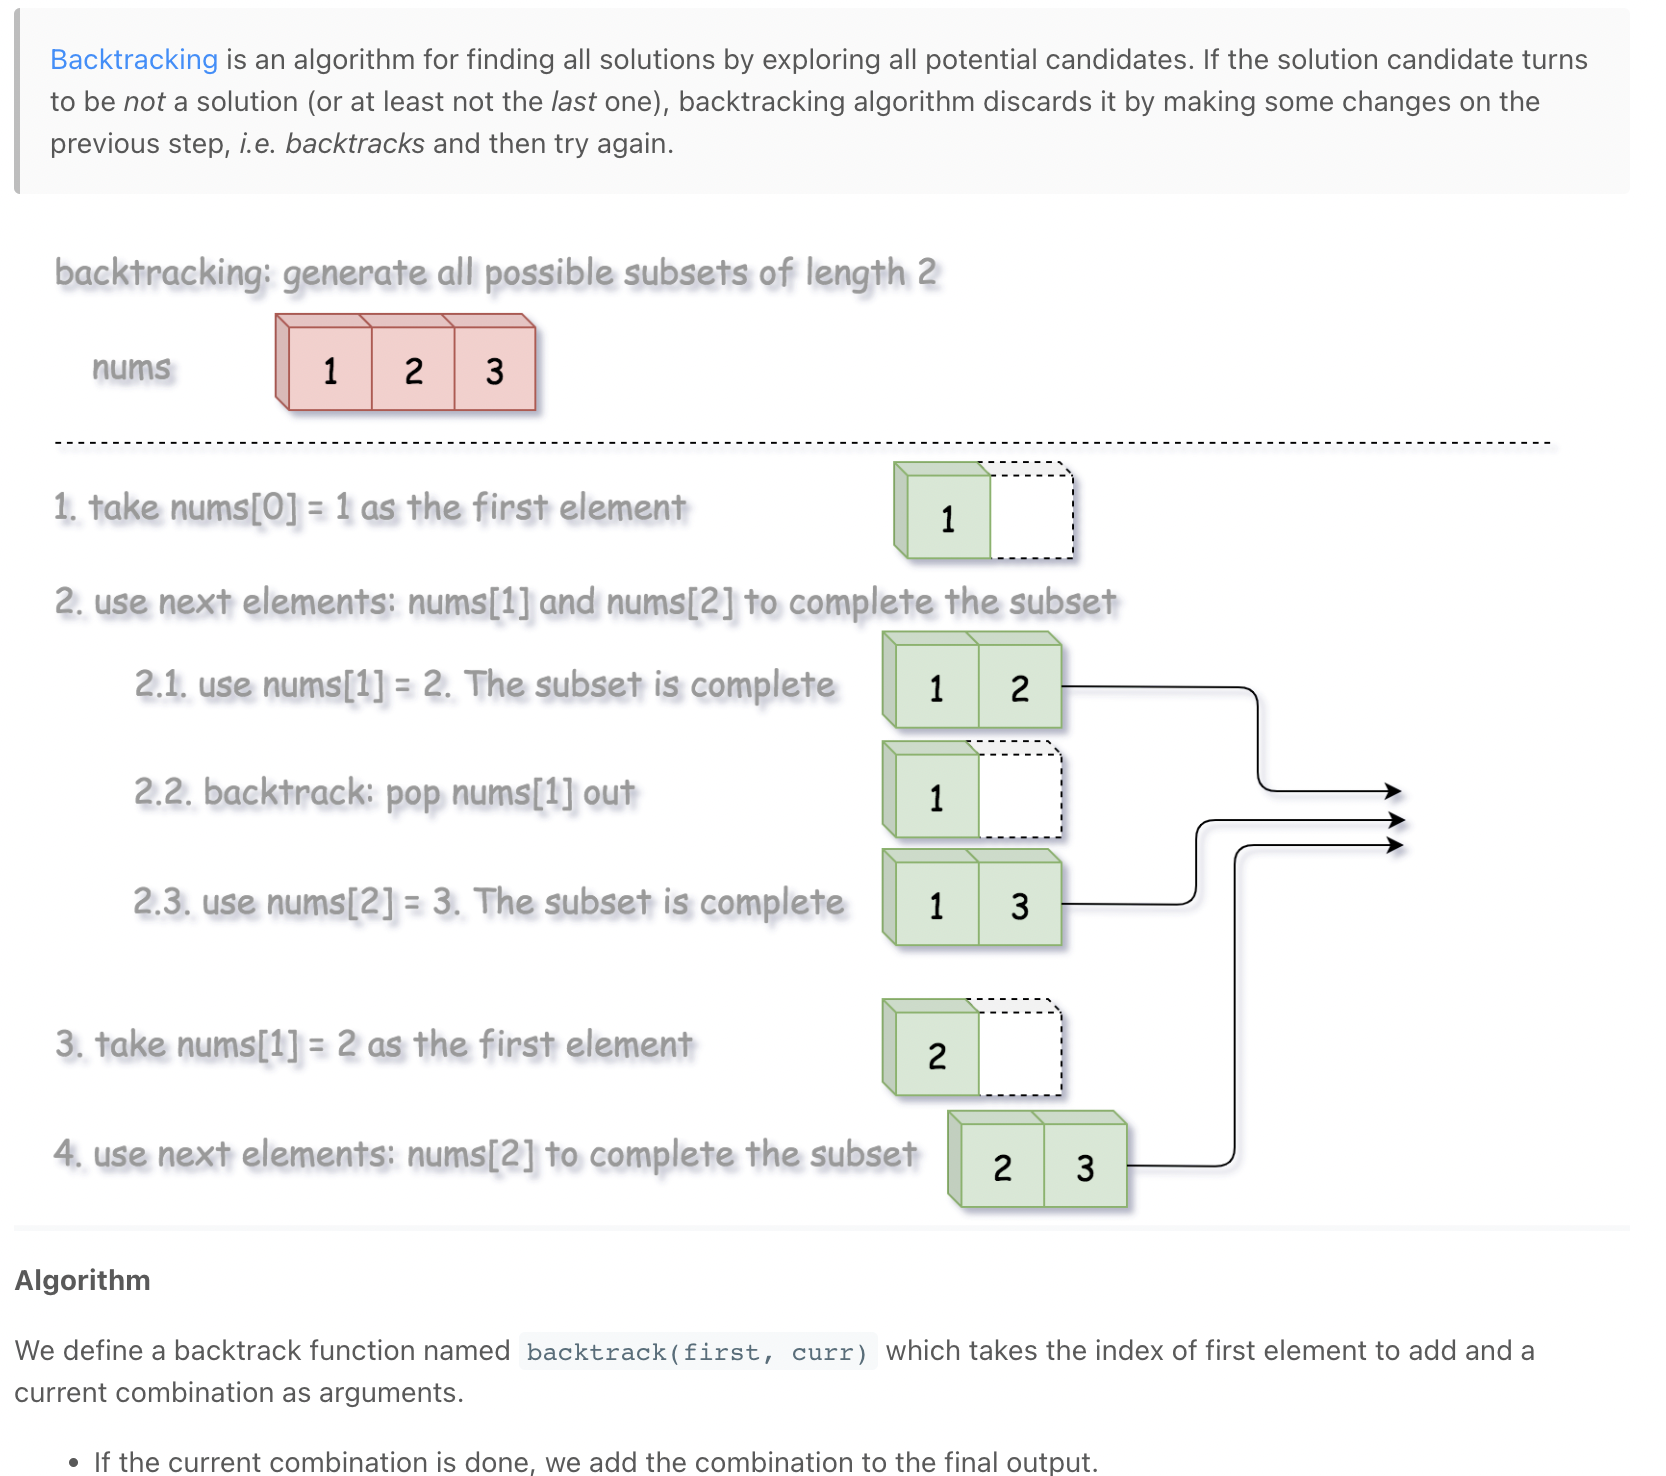 Backtracking is an algorithm for finding all solutions by exploring all potential candidates. If the solution candidate turns
to be not a solution (or at least not the last one), backtracking algorithm discards it by making some changes on the
previous step, i.e. backtracks and then try again.
backtracking: generate all possible subsets of length 2
nums 1 2 3
1. take nums[0] = 1 as the first element 1
2. use next elements: nums[1] and nums[2] to complete the subset
2.1. use nums[1] = 2. The subset is complete 1 2
2.2. backtrack: pop nums[1] out 1
2.3. use nums[2] = 3. The subset is complete 1 3
3. take nums[1] = 2 as the first element 2
4. use next elements: nums[2] to complete the subset 2 3
Algorithm
We define a backtrack function named backtrack(first, curr) which takes the index of first element to add and a
current combination as arguments.
• If the current combination is done, we add the combination to the final output.